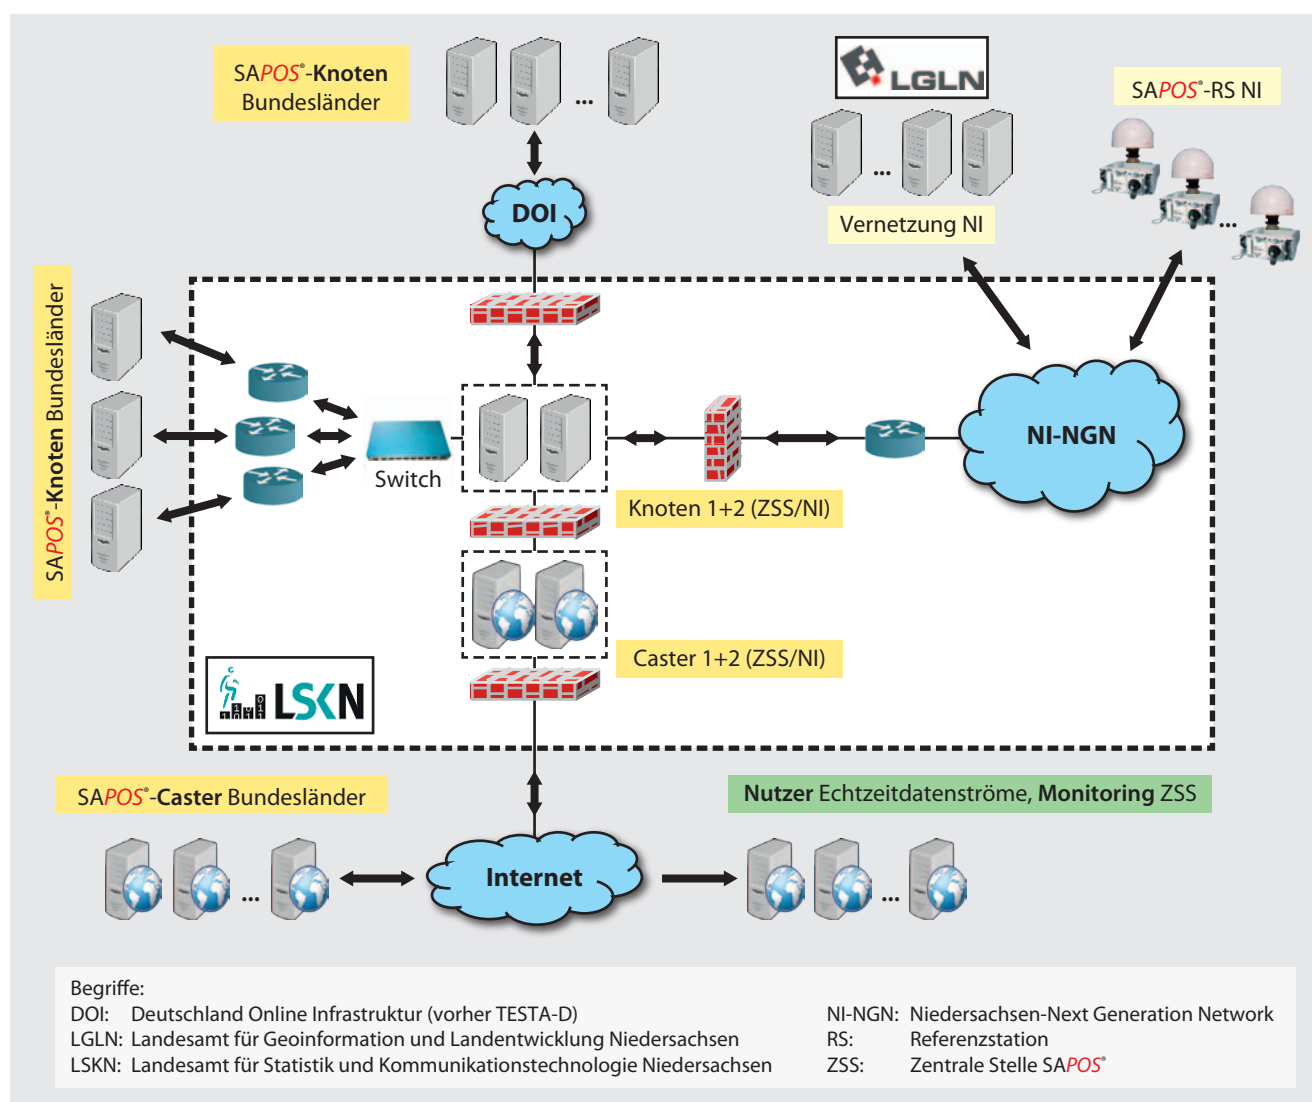 SAPOS®-Knoten
Bundesländer
...
LGLN
SAPOS®-RS NI
...
...
DOI
Vernetzung NI
SAPOS®-Knoten Bundesländer
NI-NGN
Switch
Knoten 1+2 (ZSS/NI)
Caster 1+2 (ZSS/NI)
LSKN
SAPOS®-Caster Bundesländer
Nutzer Echtzeitdatenströme, Monitoring ZSS
...
Internet
...
Begriffe:
DOI: Deutschland Online Infrastruktur (vorher TESTA-D)
LGLN: Landesamt für Geoinformation und Landentwicklung Niedersachsen
LSKN: Landesamt für Statistik und Kommunikationstechnologie Niedersachsen
NI-NGN: Niedersachsen-Next Generation Network
RS: Referenzstation
ZSS: Zentrale Stelle SAPOS®